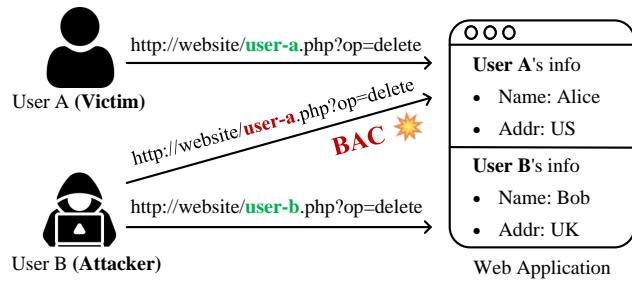 http://website/user-a.php?op=delete
User A (Victim)
http://website/user-a.php?op=delete
BAC
http://website/user-b.php?op=delete
User B (Attacker)
User A's info
• Name: Alice
• Addr: US
User B's info
• Name: Bob
• Addr: UK
Web Application